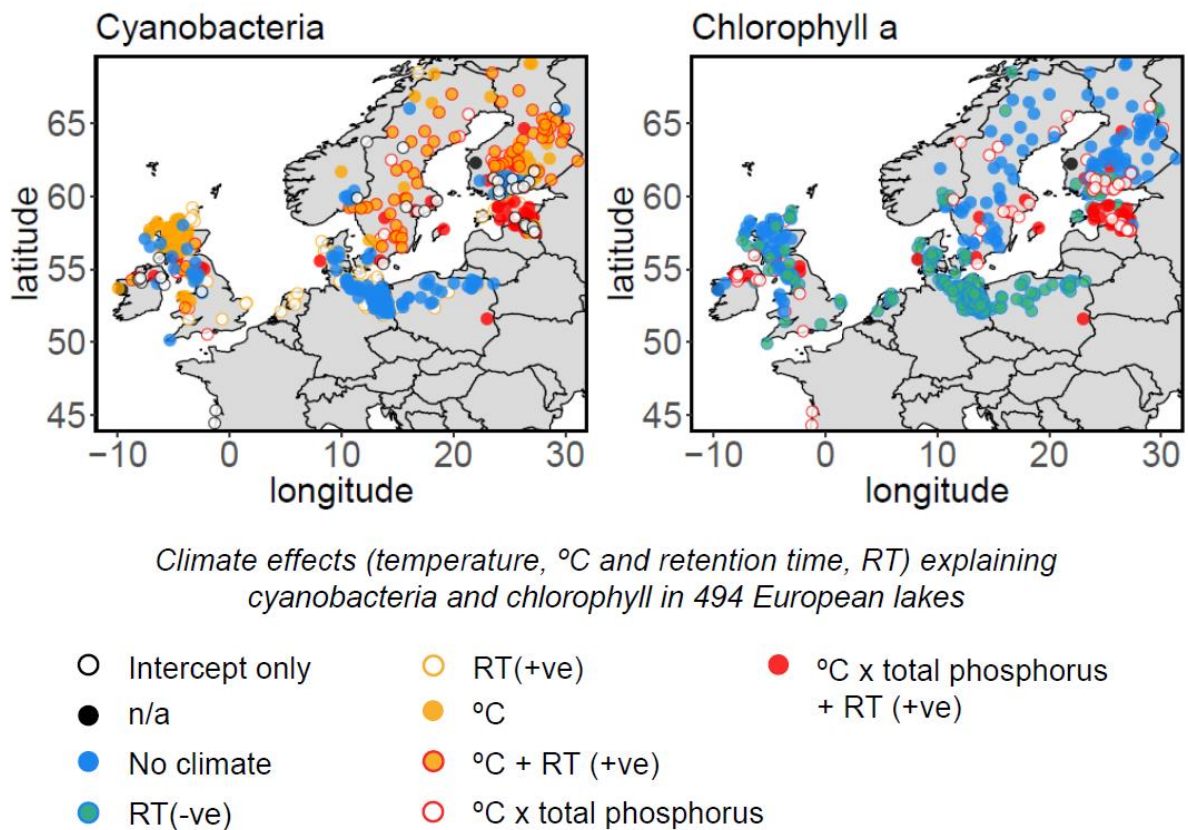 Cyanobacteria
Chlorophyll a
latitude
65
60
55
50
45
−10 0 10 20 30
longitude
latitude
65
60
55
50
45
−10 0 10 20 30
longitude
Climate effects (temperature, ºC and retention time, RT) explaining
cyanobacteria and chlorophyll in 494 European lakes
Intercept only
n/a
No climate
RT(-ve)
RT(+ve)
ºC
ºC + RT (+ve)
ºC x total phosphorus
ºC x total phosphorus
+ RT (+ve)